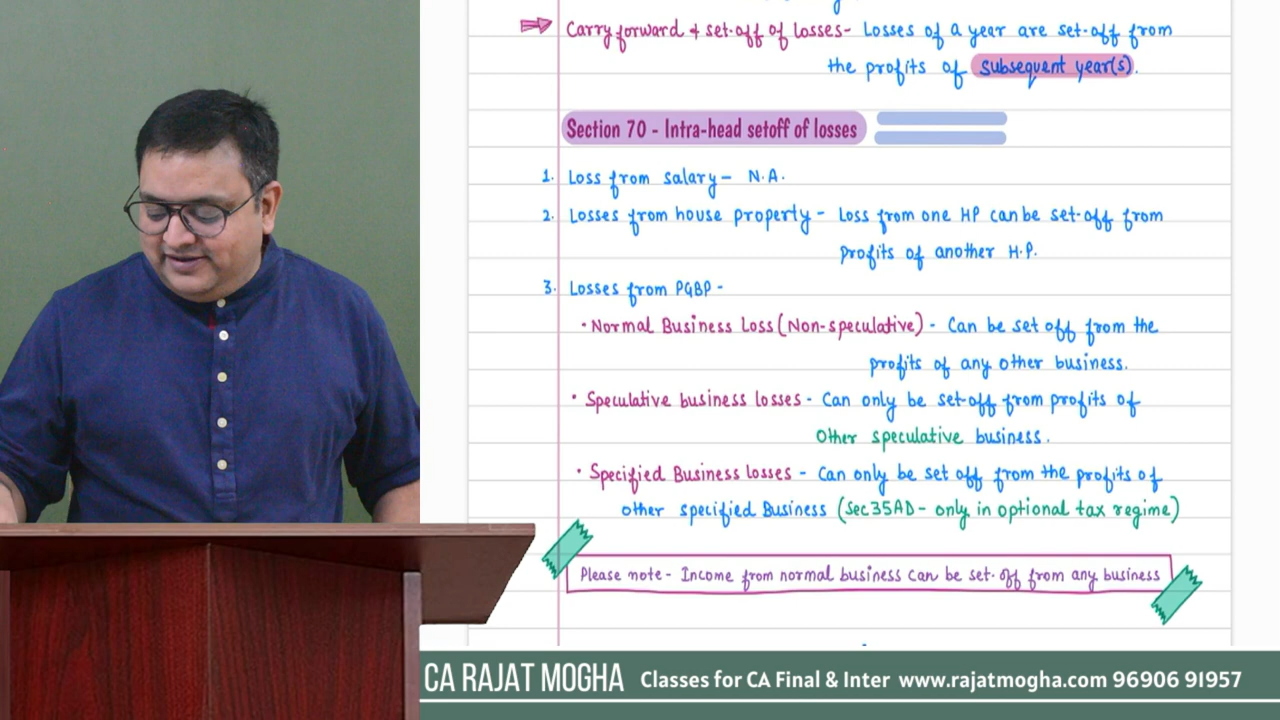 Carry forward & set-off of losses- Losses of a year are set-off from
the profits of subsequent year(s).
Section 70 - Intra-head setoff of losses
1. Loss from salary- N.A.
2. Losses from house property- Loss from one HP can be set-off from
profits of another H.P.
3. Losses from PGBP-
• Normal Business Loss (Non-speculative) - Can be set off from the
profits of any other business.
• Speculative business losses- Can only be set-off from profits of
Other speculative business.
• Specified Business losses - Can only be set off from the profits of
other specified Business (Sec 35AD- only in optional tax regime)
Please note- Income from normal business can be set-off from any business
CA RAJAT MOGHA Classes for CA Final & Inter www.rajatmogha.com 96906 91957